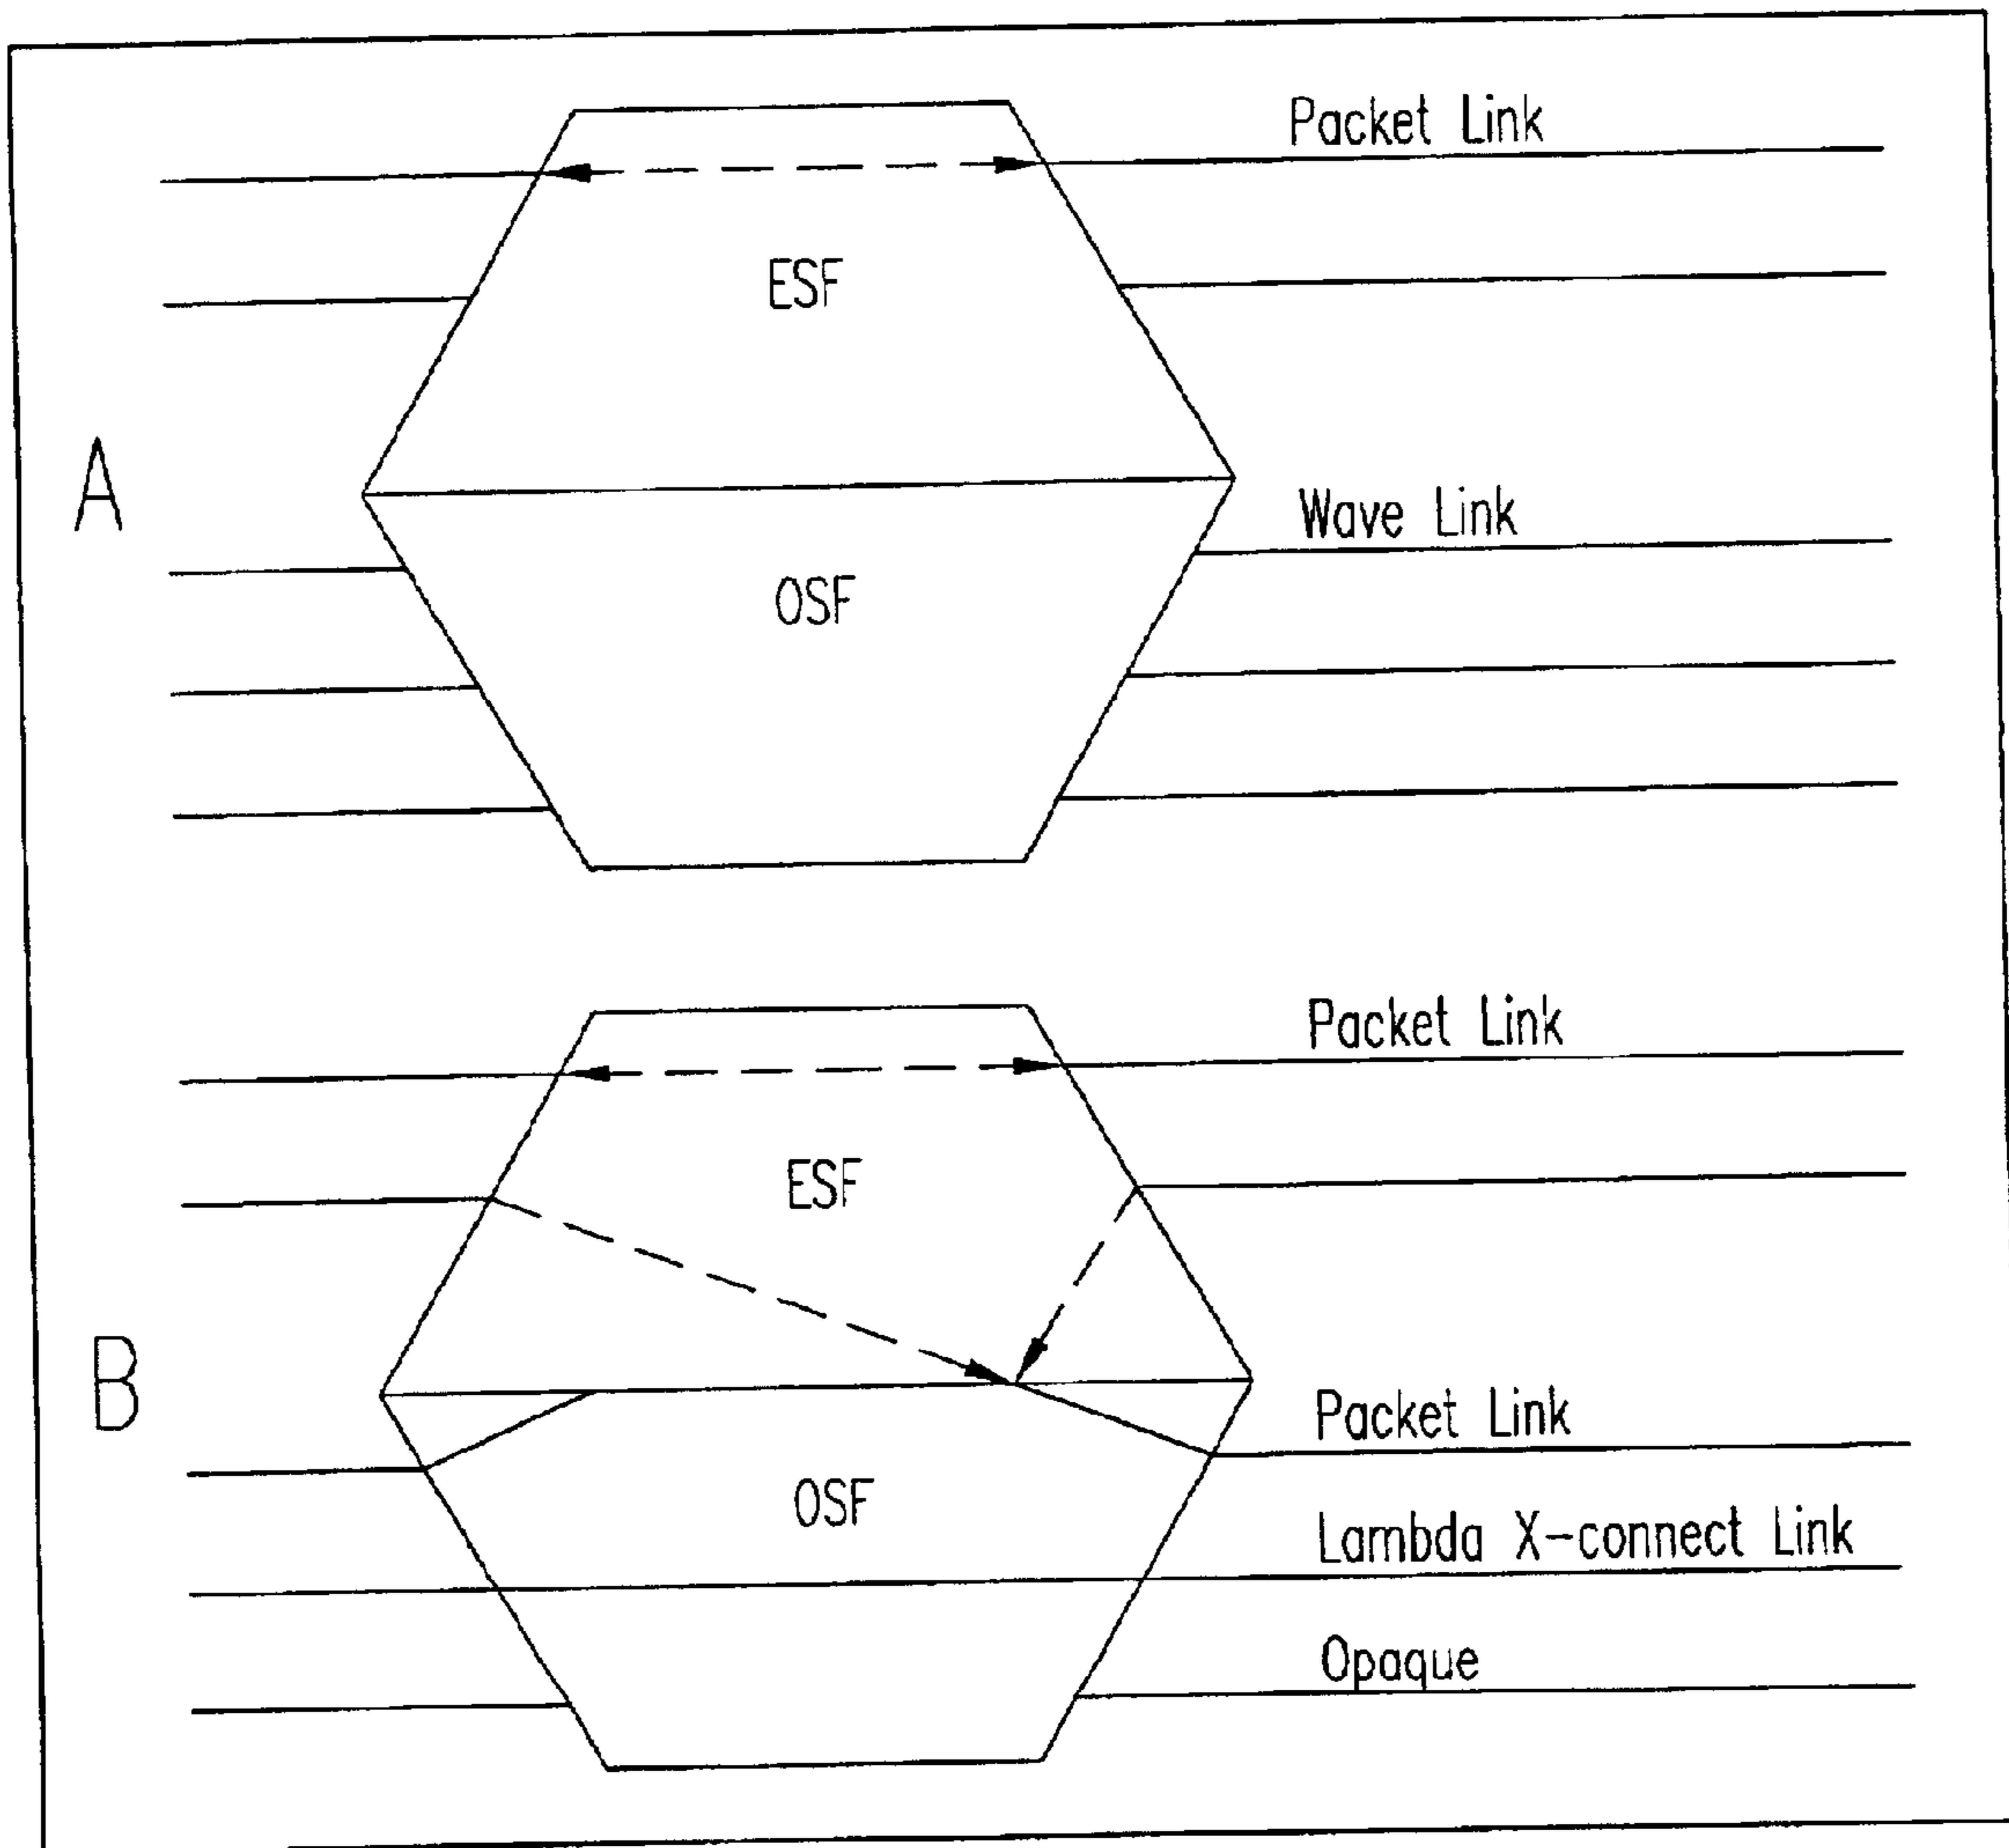 Packet Link
ESF
A
Wave Link
OSF
Packet Link
ESF
B
Packet Link
OSF
Lambda X-connect Link
Opaque